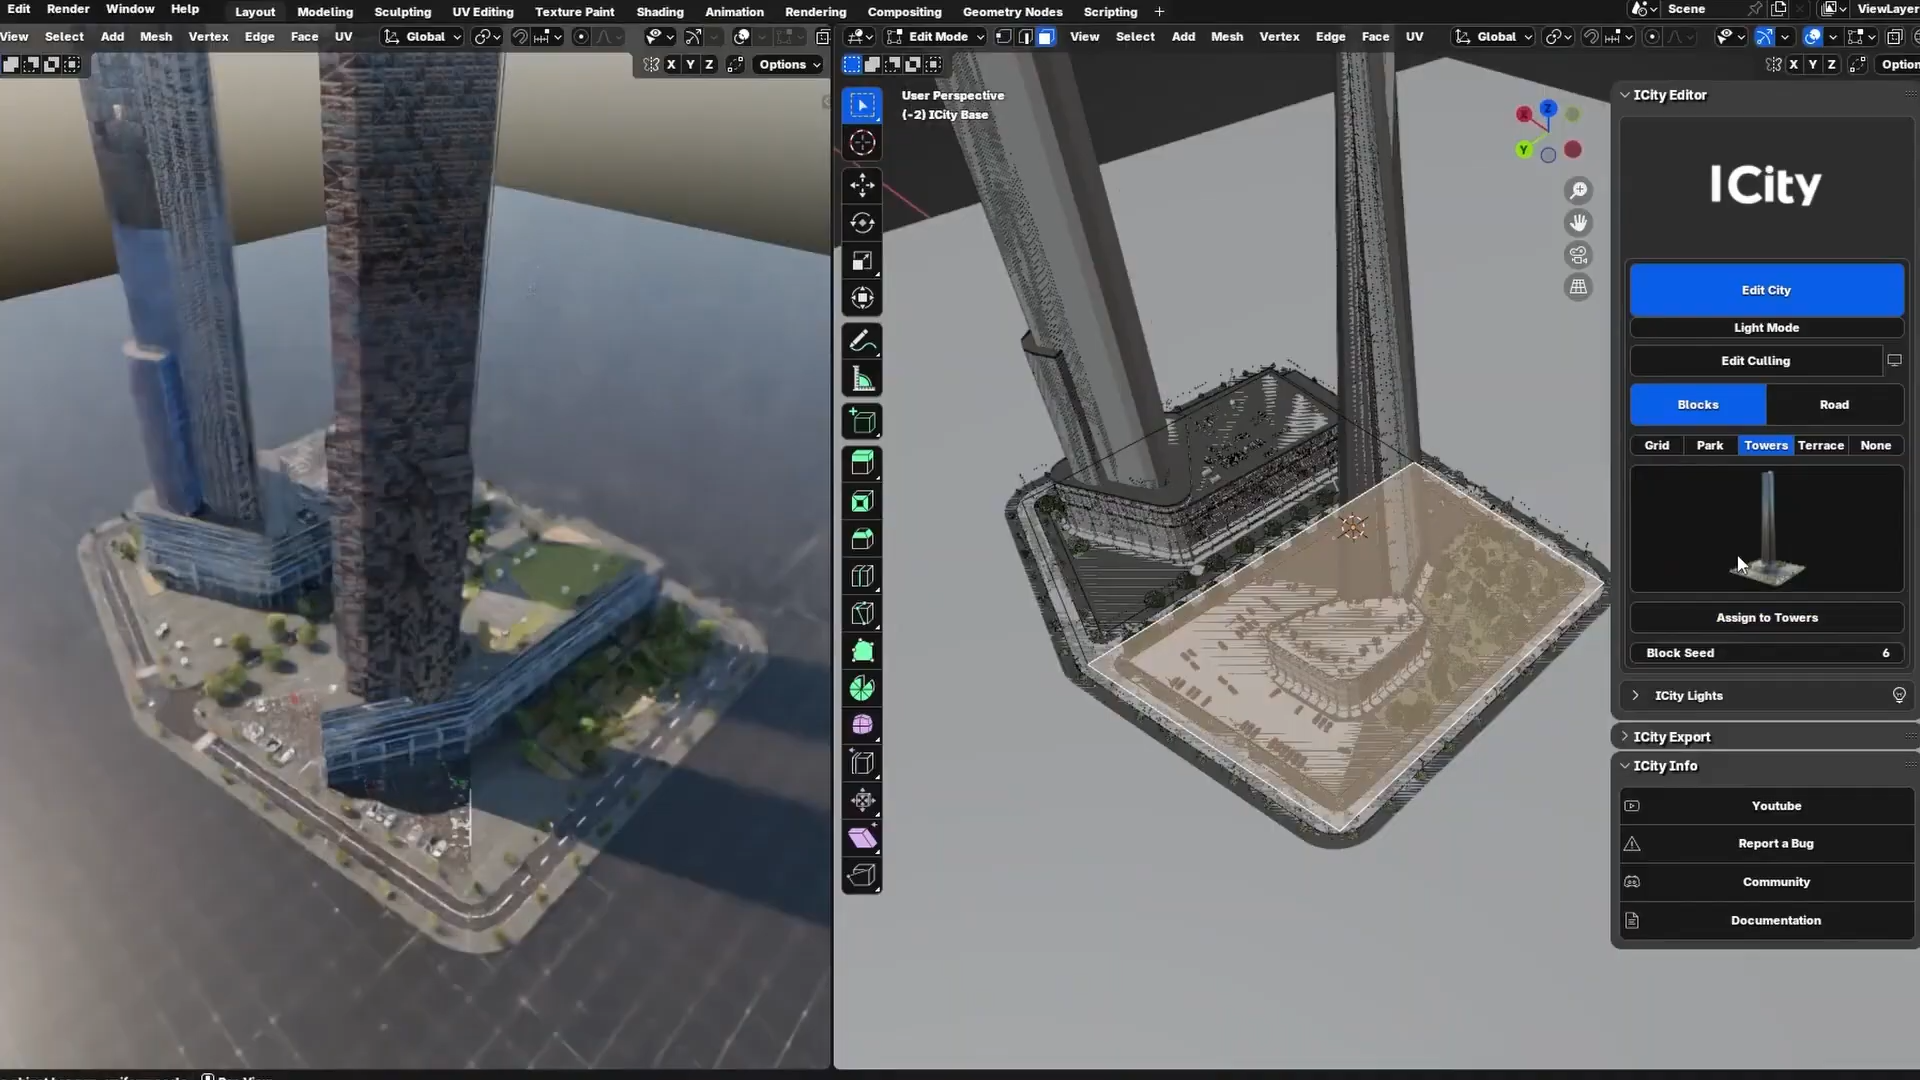 Edit Render Window Help Layout Modeling Sculpting UV Editing Texture Paint Shading Animation Rendering Compositing Geometry Nodes Scripting + Scene ViewLayer
View Select Add Mesh Vertex Edge Face UV Global
Edit Mode View Select Add Mesh Vertex Edge Face UV Global
X Y Z Options
X Y Z Option
User Perspective
(-2) ICity Base
X Z Y
ICity Editor
ICity
Edit City
Light Mode
Edit Culling
Blocks Road
Grid Park Towers Terrace None
Assign to Towers
Block Seed 6
ICity Lights
ICity Export
ICity Info
Youtube
Report a Bug
Community
Documentation